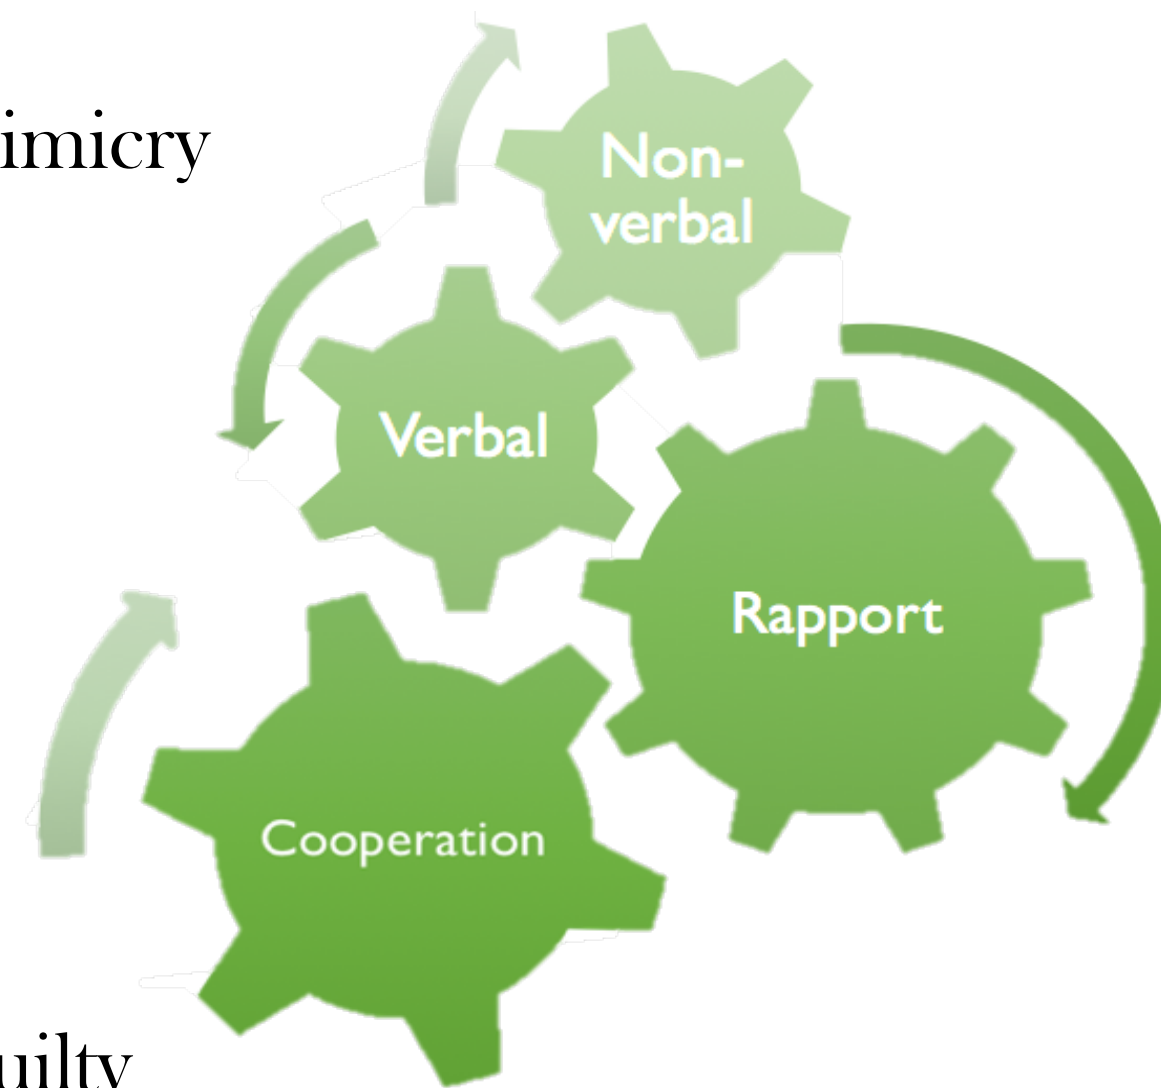 imicry
Non-
verbal
Verbal
Rapport
Cooperation
uilty